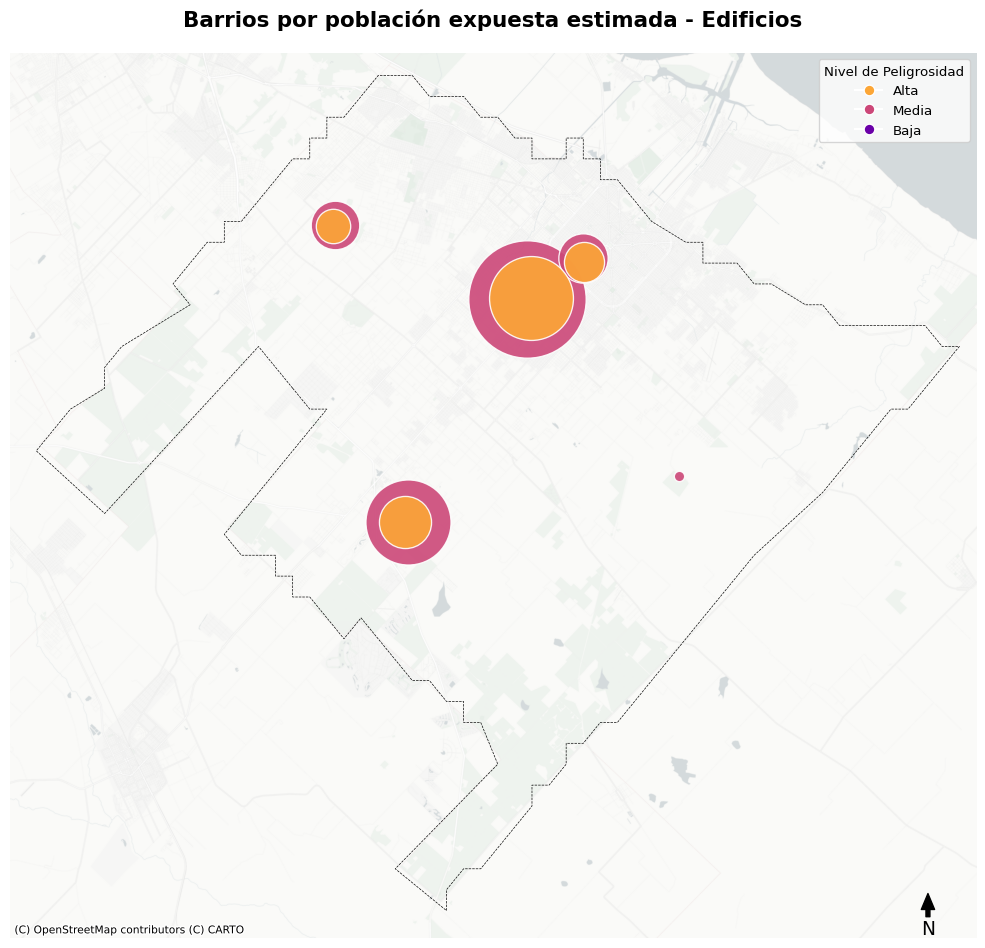 Barrios por población expuesta estimada - Edificios
Nivel de Peligrosidad
Alta
Media
Baja
(C) OpenStreetMap contributors (C) CARTO
N